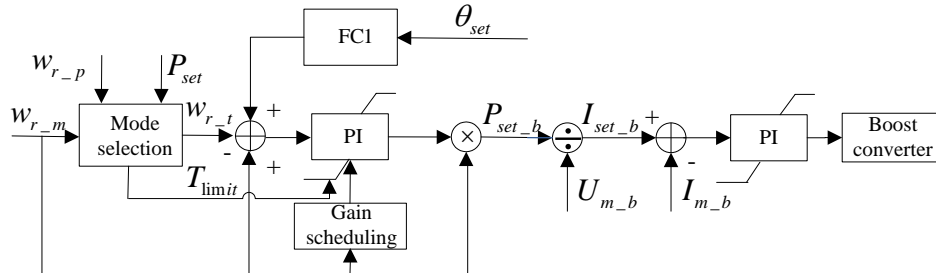 θ_set
FC1
w_r_p
P_set
w_r_m
Mode
selection
w_r_t
+
-
+
T_limit
PI
Gain
scheduling
×
P_set_b
÷
U_m_b
I_set_b
+
-
I_m_b
PI
Boost
converter